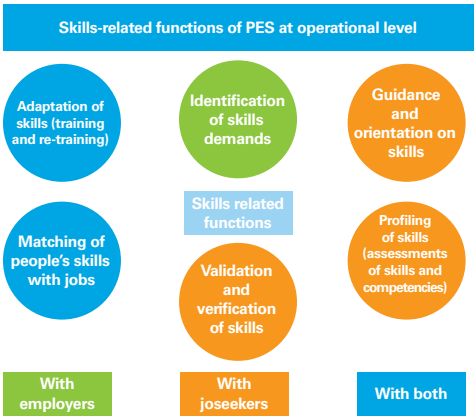 Skills-related functions of PES at operational level
Adaptation of
skills (training
and re-training)
Identification
of skills
demands
Guidance
and
orientation on
skills
Skills related
functions
Matching of
people's skills
with jobs
Validation
and
verification
of skills
Profiling
of skills
(assessments
of skills and
competencies)
With
employers
With
joseekers
With both